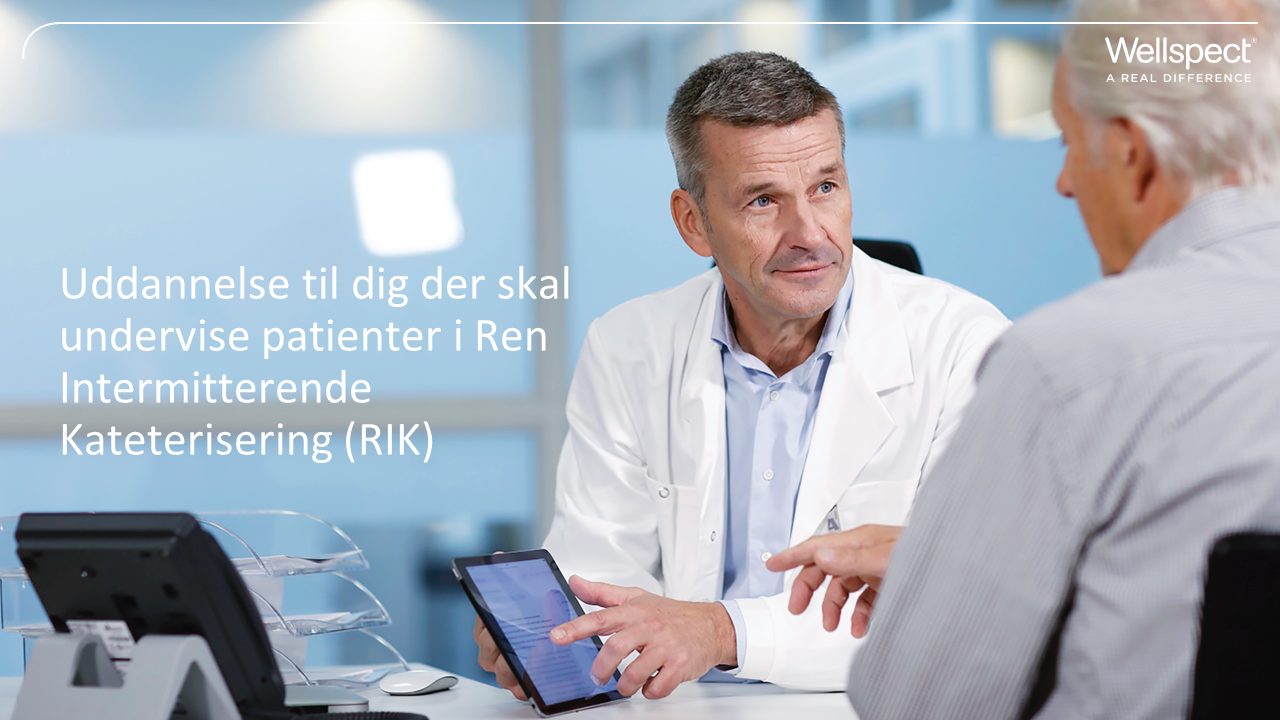 Wellspect®
A REAL DIFFERENCE
Uddannelse til dig der skal
undervise patienter i Ren
Intermitterende
Kateterisering (RIK)